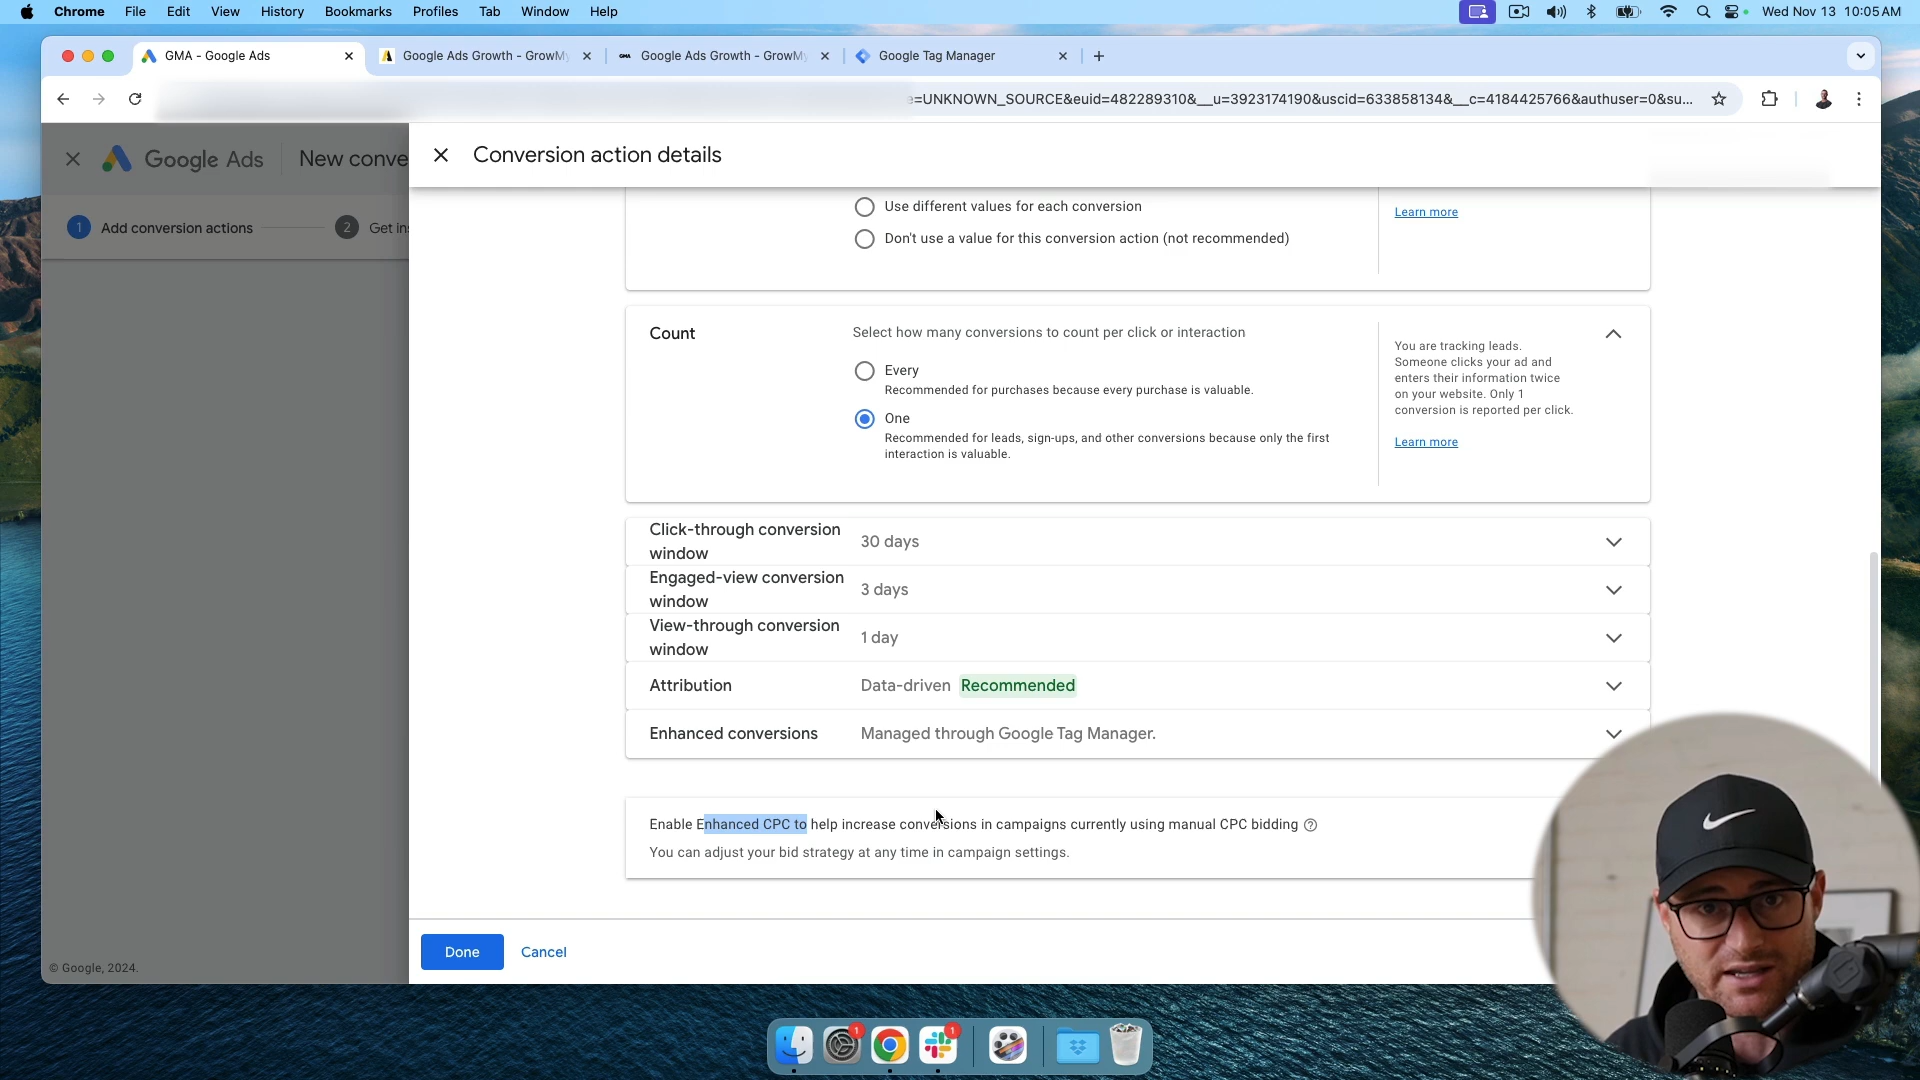 Chrome File Edit View History Bookmarks Profiles Tab Window Help
Wed Nov 13 10:05 AM
GMA - Google Ads
Google Ads Growth - GrowMy
GMA Google Ads Growth - GrowMy
Google Tag Manager
=UNKNOWN_SOURCE&euid=482289310&__u=3923174190&uscid=633858134&__c=4184425766&authuser=0&su...
Google Ads
New conve
Conversion action details
1 Add conversion actions
2 Get ins
Use different values for each conversion
Don't use a value for this conversion action (not recommended)
Learn more
Count
Select how many conversions to count per click or interaction
Every
Recommended for purchases because every purchase is valuable.
One
Recommended for leads, sign-ups, and other conversions because only the first
interaction is valuable.
You are tracking leads.
Someone clicks your ad and
enters their information twice
on your website. Only 1
conversion is reported per click.
Learn more
Click-through conversion
window
30 days
Engaged-view conversion
window
3 days
View-through conversion
window
1 day
Attribution
Data-driven Recommended
Enhanced conversions
Managed through Google Tag Manager.
Enable Enhanced CPC to help increase conversions in campaigns currently using manual CPC bidding
You can adjust your bid strategy at any time in campaign settings.
Done
Cancel
© Google, 2024.
1
1